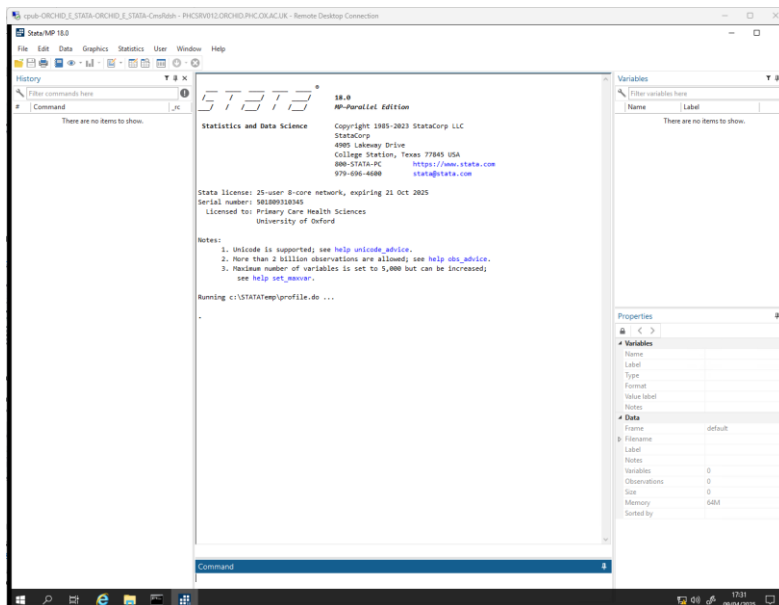 cpub-ORCHID_E_STATA-ORCHID_E_STATA-CmsRdsh - PHCSRV012.ORCHID.PHC.OX.AC.UK - Remote Desktop Connection
Stata/MP 18.0
File Edit Data Graphics Statistics User Window Help
History
Filter commands here
# Command _rc
There are no items to show.
18.0
MP-Parallel Edition
Statistics and Data Science
Copyright 1985-2023 StataCorp LLC
StataCorp
4905 Lakeway Drive
College Station, Texas 77845 USA
800-STATA-PC https://www.stata.com
979-696-4600 stata@stata.com
Stata license: 25-user 8-core network, expiring 21 Oct 2025
Serial number: 501809310345
Licensed to: Primary Care Health Sciences
University of Oxford
Notes:
1. Unicode is supported; see help unicode_advice.
2. More than 2 billion observations are allowed; see help obs_advice.
3. Maximum number of variables is set to 5,000 but can be increased;
see help set_maxvar.
Running c:\STATATemp\profile.do ...
.
Command
Variables
Filter variables here
Name Label
There are no items to show.
Properties
Variables
Name
Label
Type
Format
Value label
Notes
Data
Frame default
Filename
Label
Notes
Variables 0
Observations 0
Size 0
Memory 64M
Sorted by
17:31